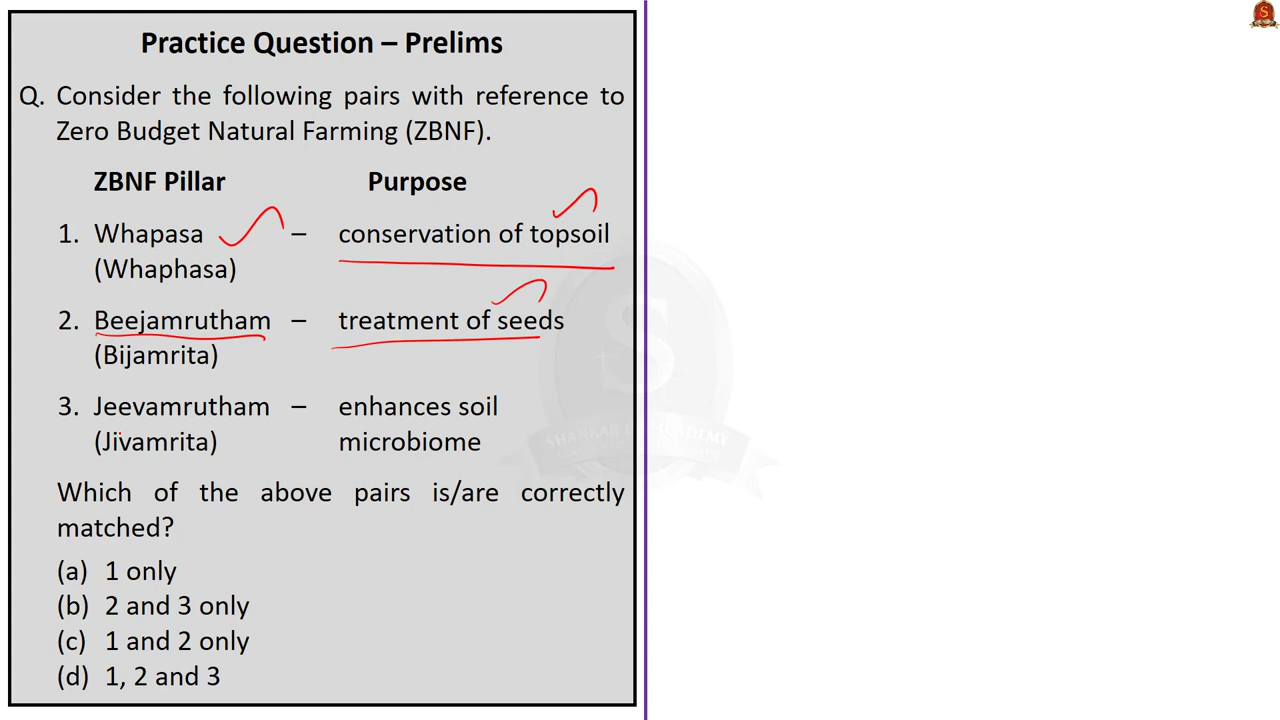 Practice Question – Prelims
Q. Consider the following pairs with reference to
Zero Budget Natural Farming (ZBNF).
ZBNF Pillar Purpose
1. Whapasa – conservation of topsoil
(Whaphasa)
2. Beejamrutham – treatment of seeds
(Bijamrita)
3. Jeevamrutham – enhances soil
(Jivamrita) microbiome
Which of the above pairs is/are correctly
matched?
(a) 1 only
(b) 2 and 3 only
(c) 1 and 2 only
(d) 1, 2 and 3
S
SHANKAR ACADEMY